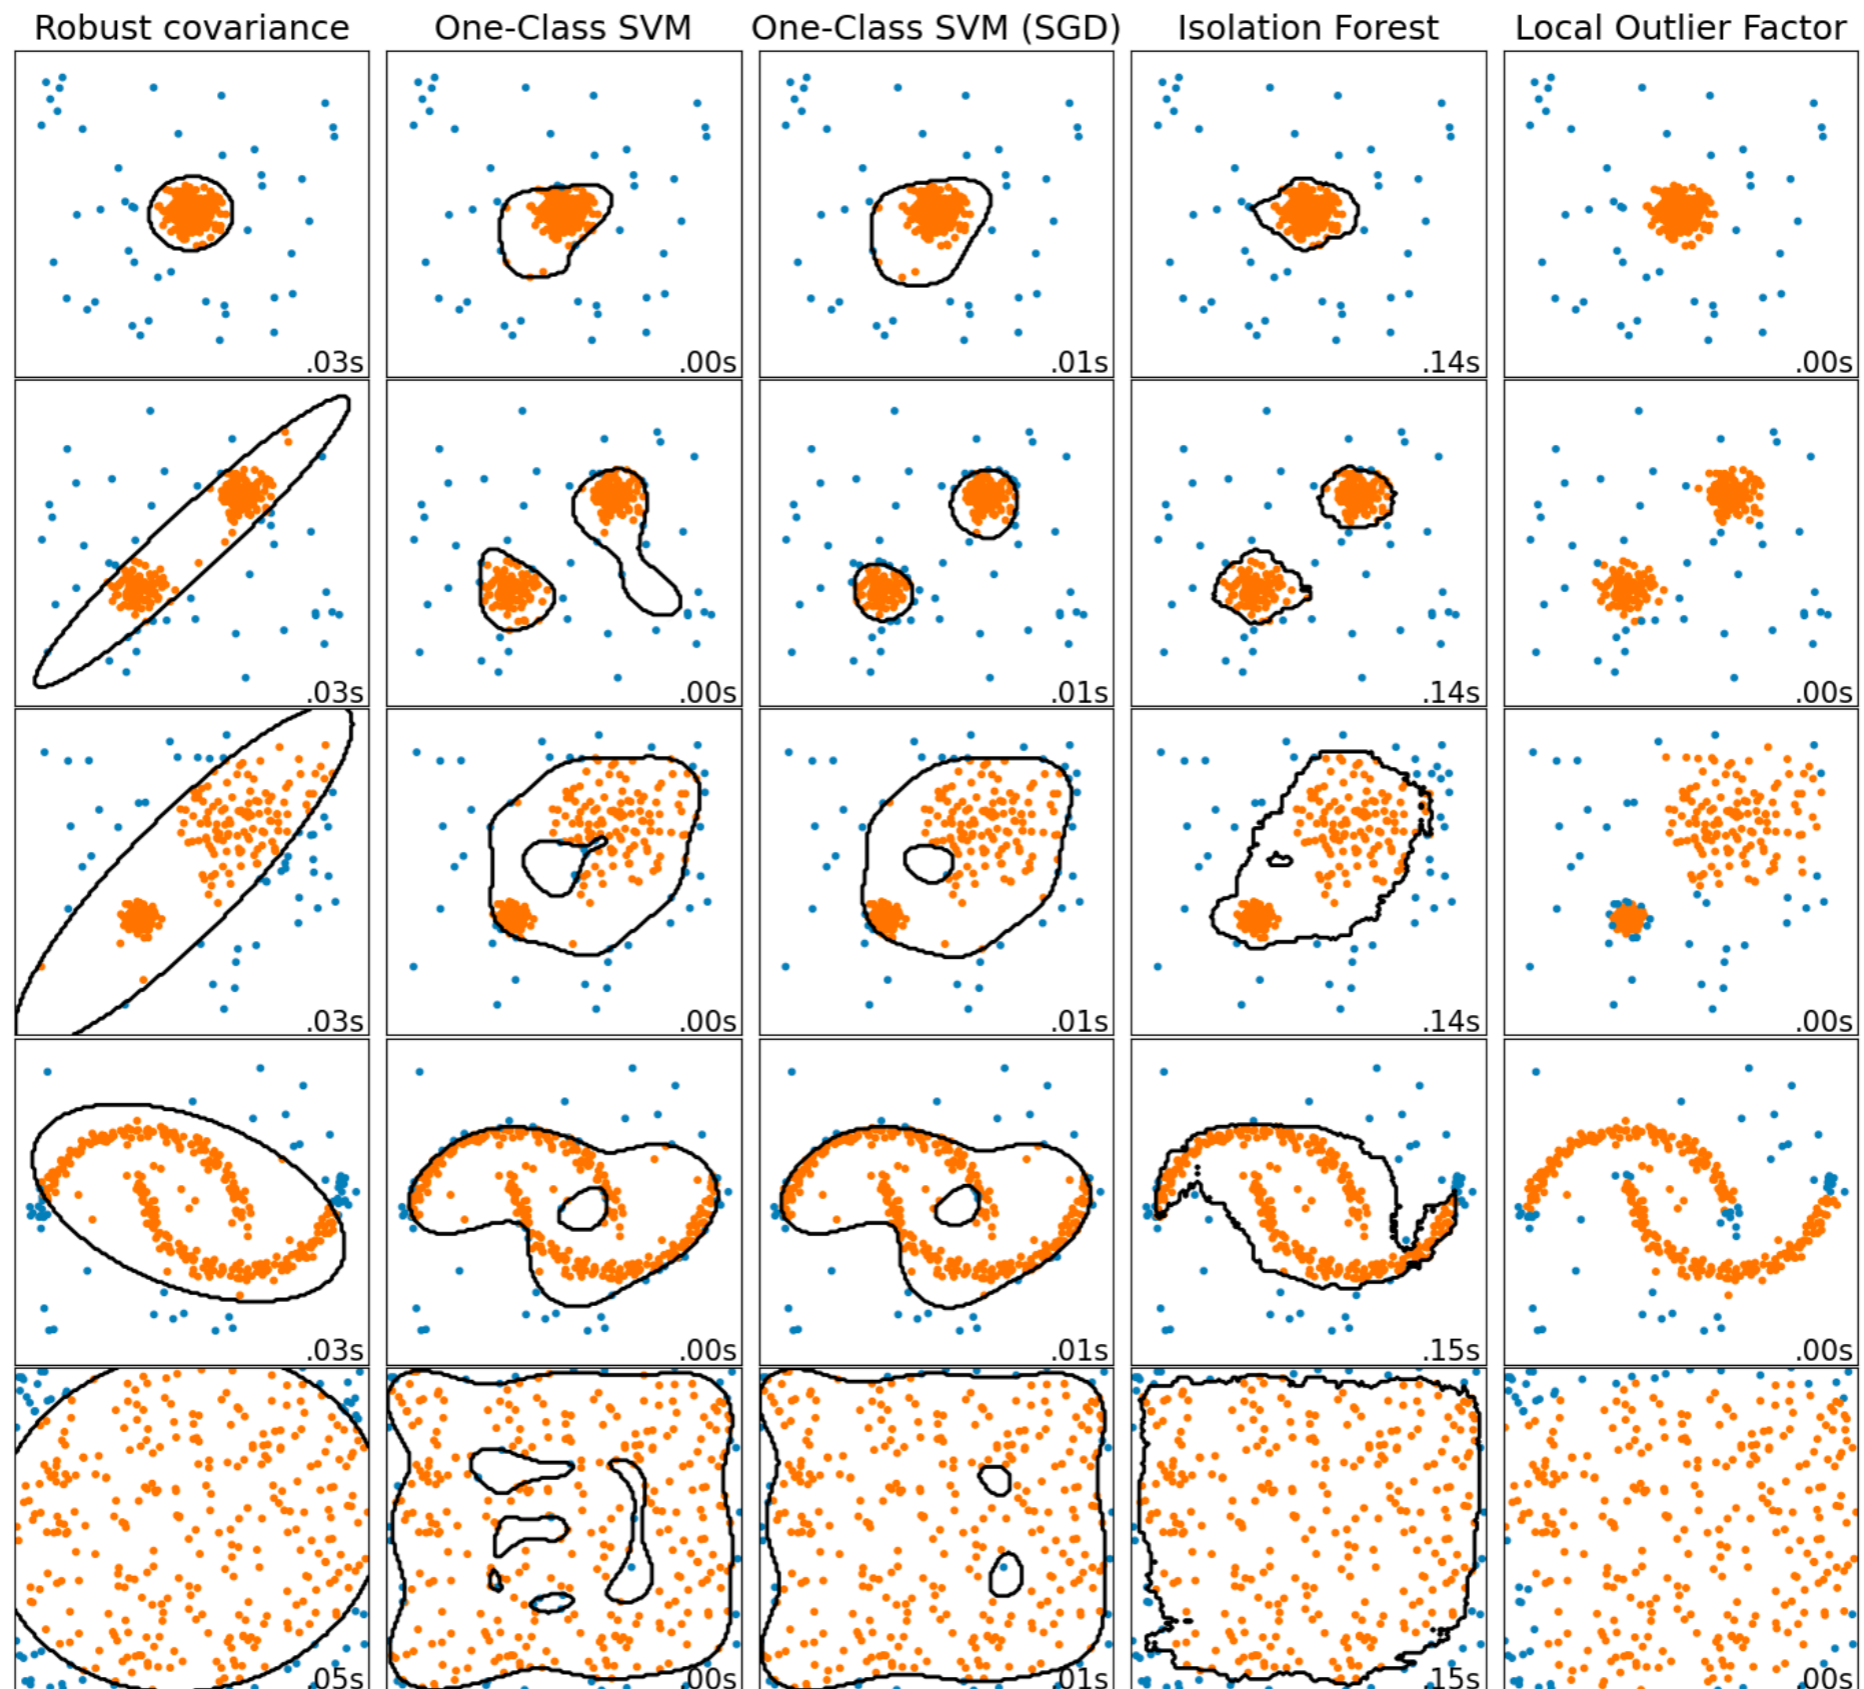 Robust covariance One-Class SVM One-Class SVM (SGD) Isolation Forest Local Outlier Factor
.03s .00s .01s .14s .00s
.03s .00s .01s .14s .00s
.03s .00s .01s .14s .00s
.03s .00s .01s .15s .00s
.05s .00s .01s .15s .00s